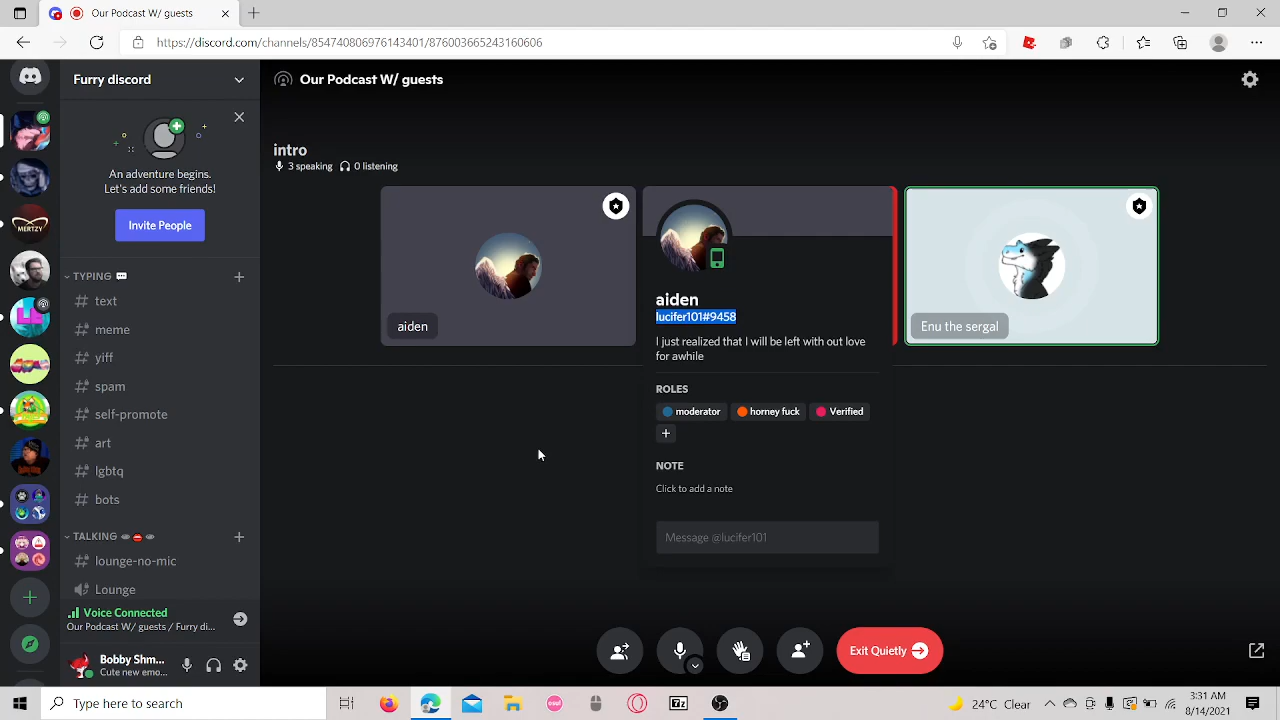 https://discord.com/channels/854740806976143401/876003665243160606
Furry discord
Our Podcast W/ guests
An adventure begins.
Let's add some friends!
Invite People
TYPING 💬
text
meme
yiff
spam
self-promote
art
lgbtq
bots
TALKING
lounge-no-mic
Lounge
Voice Connected
Our Podcast W/ guests / Furry di...
Bobby Shm...
Cute new emo...
intro
3 speaking 0 listening
aiden
aiden
lucifer101#9458
I just realized that I will be left with out love
for awhile
ROLES
moderator horney fuck Verified
NOTE
Click to add a note
Message @lucifer101
Enu the sergal
Exit Quietly
MERTZY
Type here to search
osu!
7z
24°C Clear
3:31 AM
8/14/2021